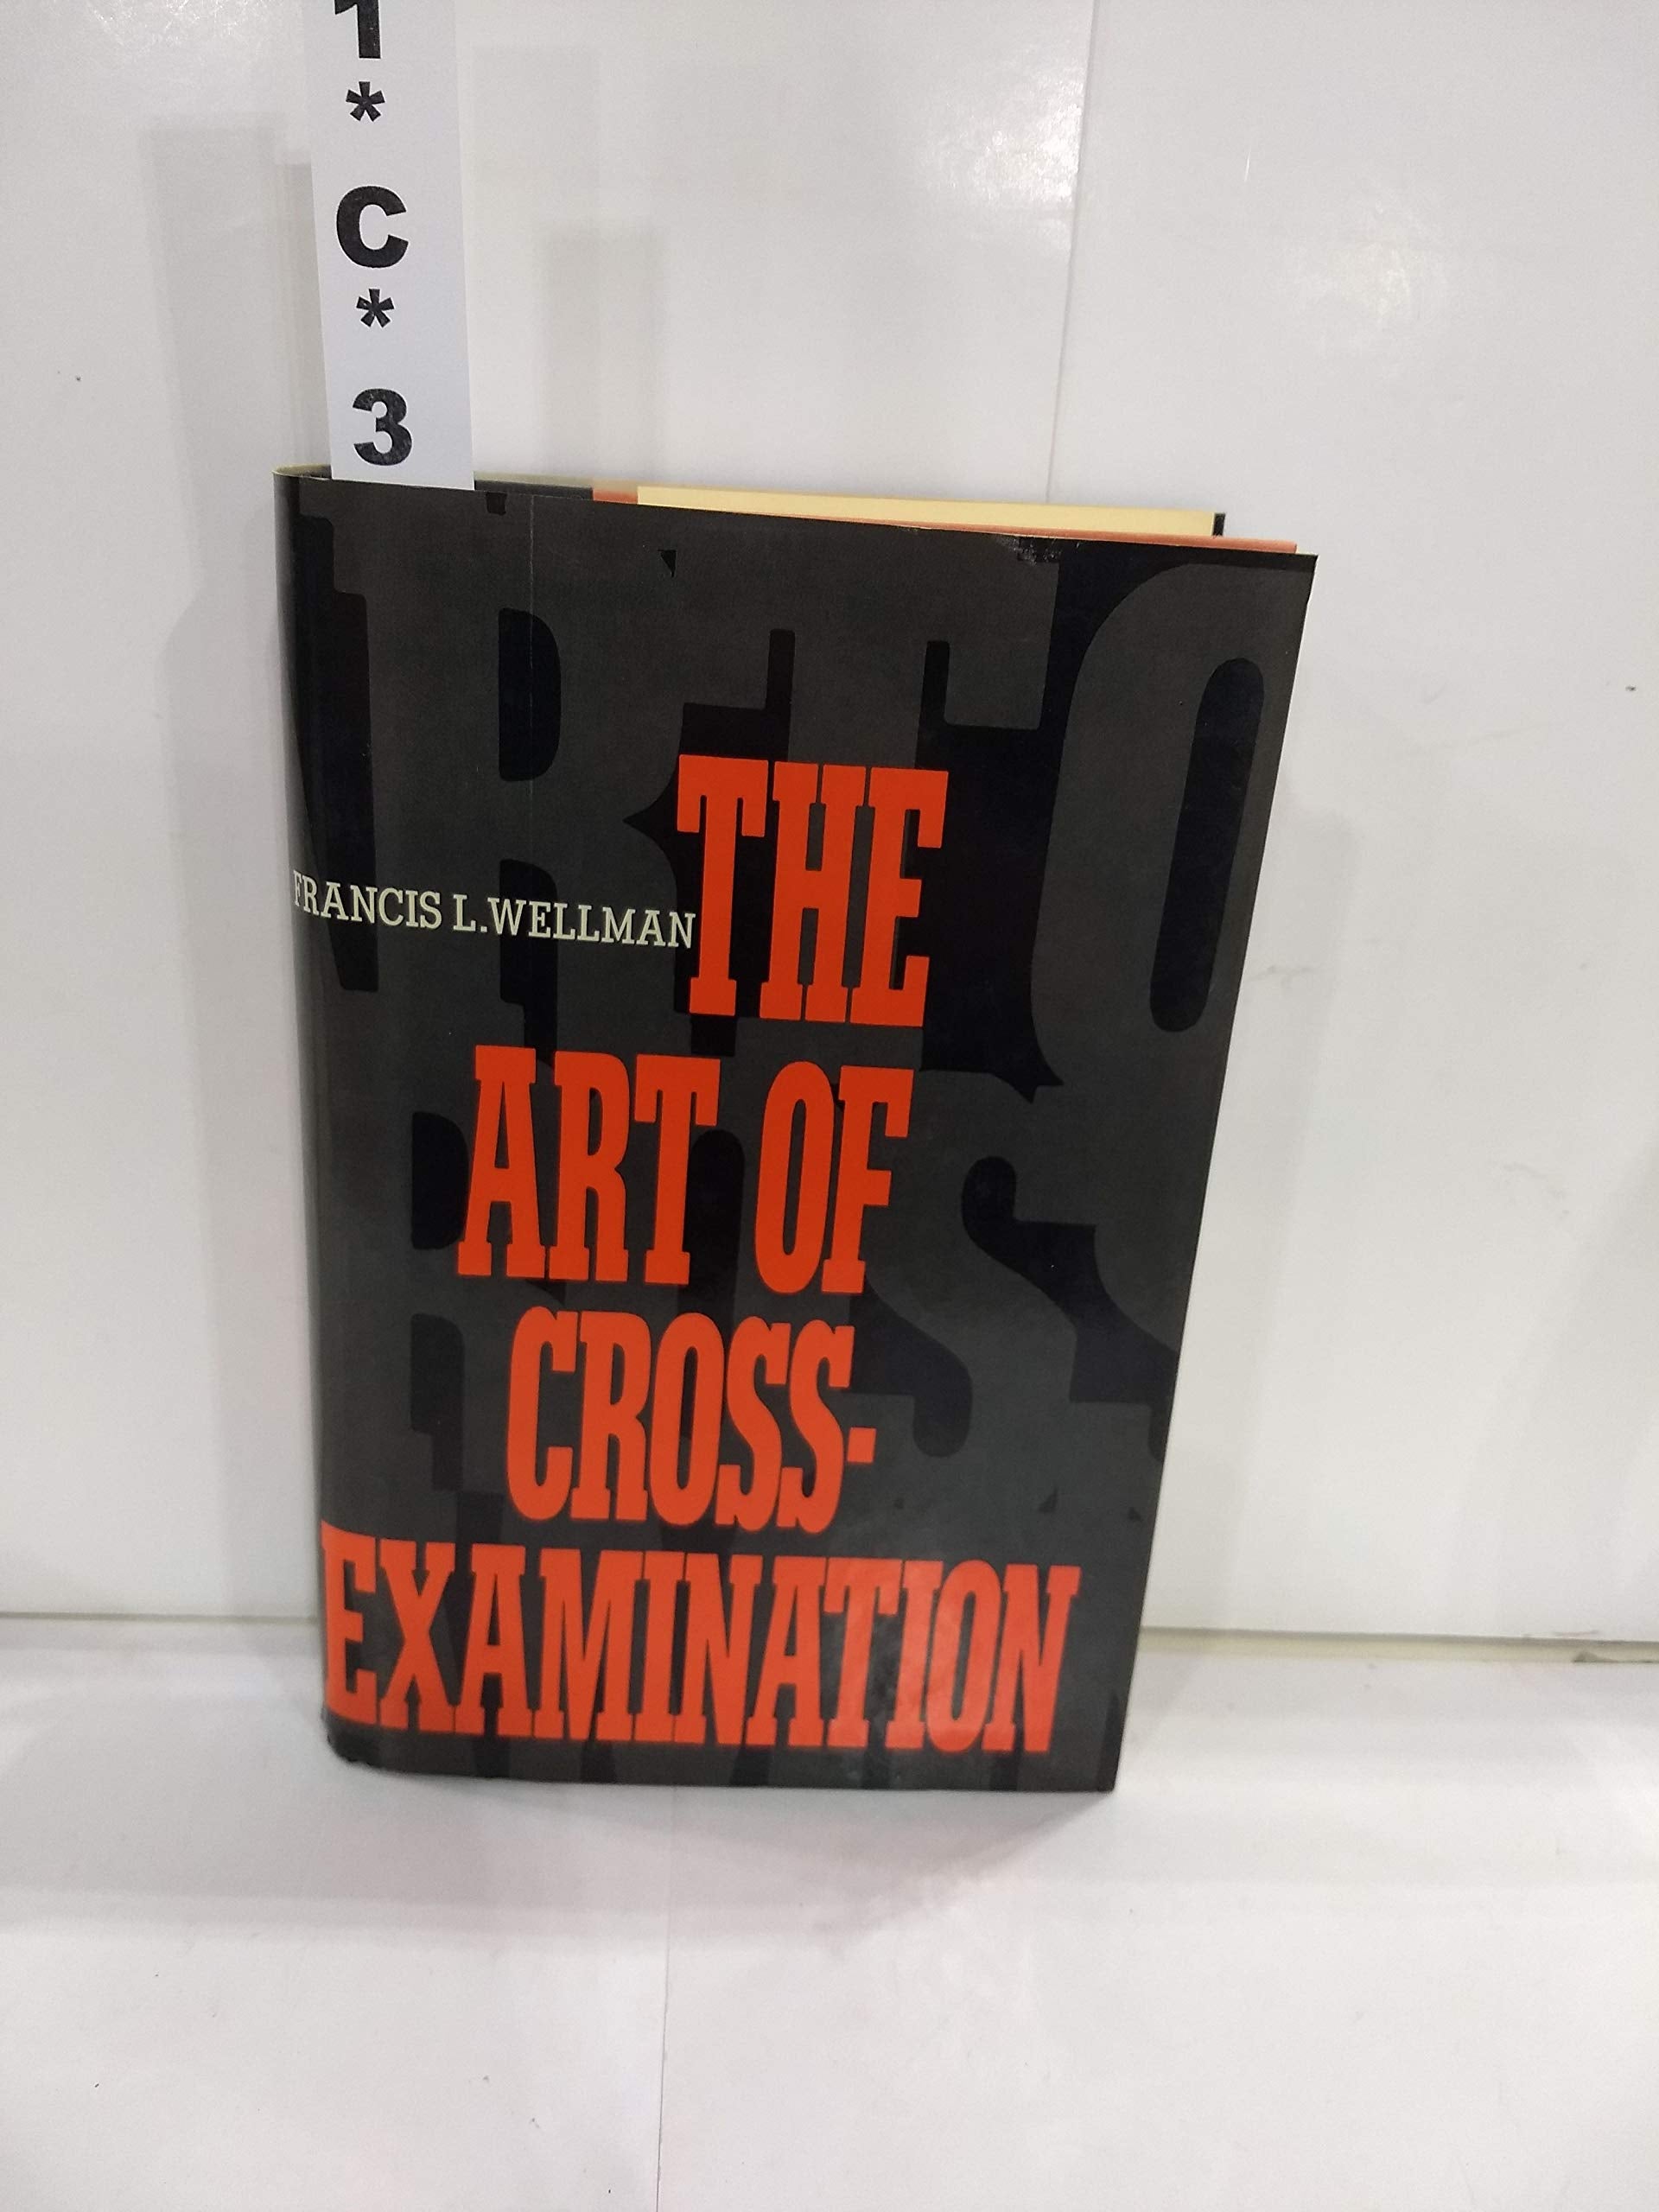 1
*
C
*
3
FRANCIS L. WELLMAN
THE
ART OF
CROSS-
EXAMINATION